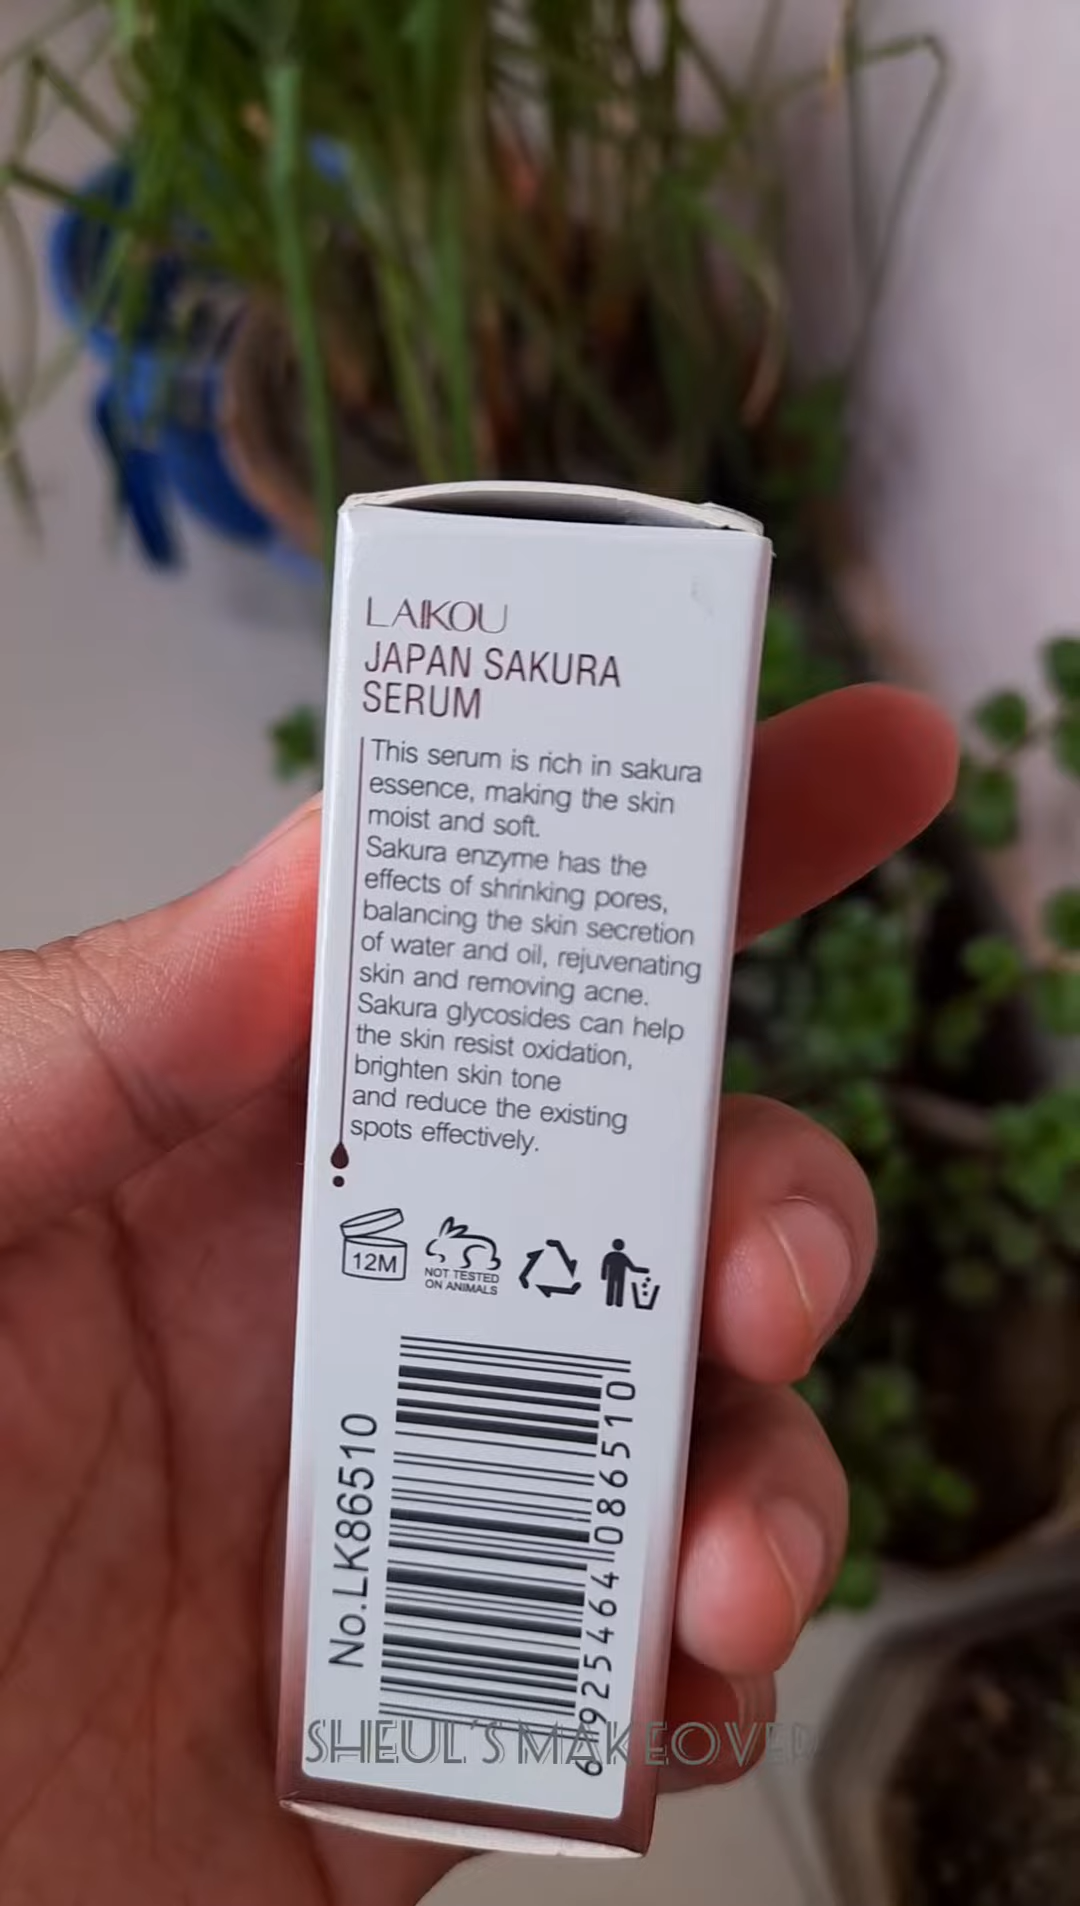 LAIKOU
JAPAN SAKURA
SERUM
This serum is rich in sakura
essence, making the skin
moist and soft.
Sakura enzyme has the
effects of shrinking pores,
balancing the skin secretion
of water and oil, rejuvenating
skin and removing acne.
Sakura glycosides can help
the skin resist oxidation,
brighten skin tone
and reduce the existing
spots effectively.
12M
NOT TESTED
ON ANIMALS
No.LK86510
6 925464 086510
SHEUL'S MAKEOVER